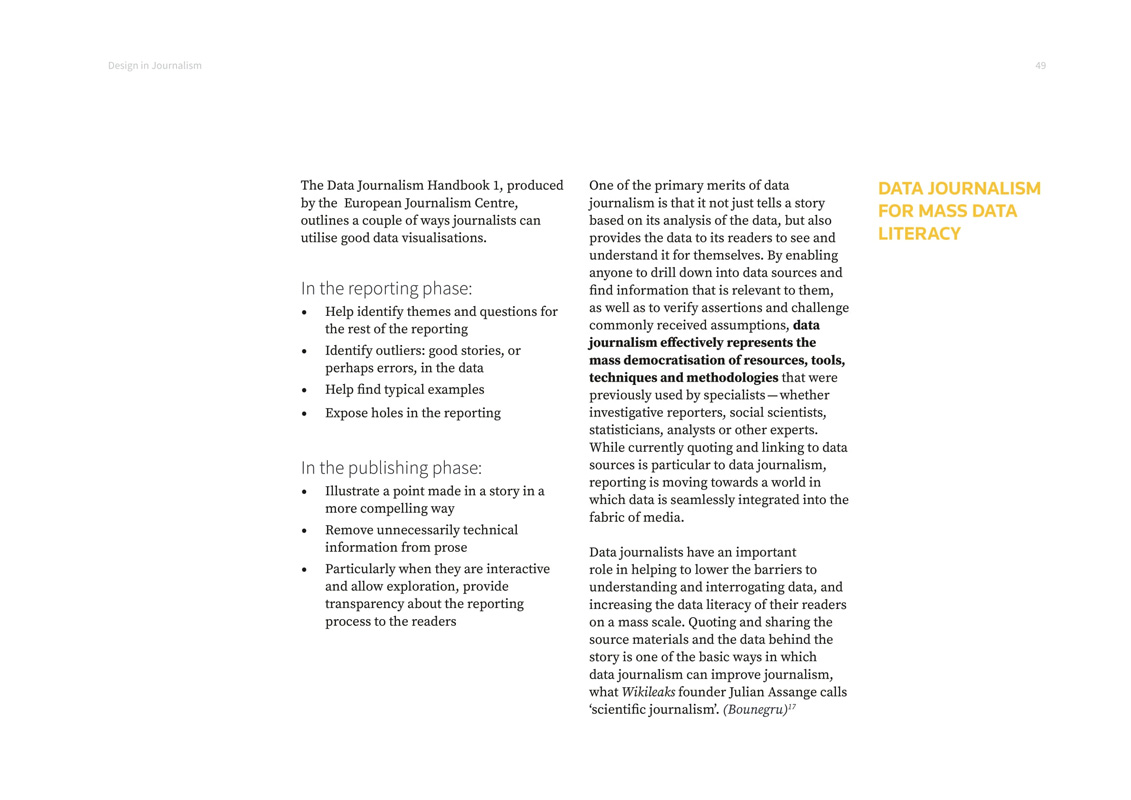 Design in Journalism
49
The Data Journalism Handbook 1, produced
by the  European Journalism Centre,
outlines a couple of ways journalists can
utilise good data visualisations.
In the reporting phase:
• Help identify themes and questions for
the rest of the reporting
• Identify outliers: good stories, or
perhaps errors, in the data
• Help find typical examples
• Expose holes in the reporting
In the publishing phase:
• Illustrate a point made in a story in a
more compelling way
• Remove unnecessarily technical
information from prose
• Particularly when they are interactive
and allow exploration, provide
transparency about the reporting
process to the readers
One of the primary merits of data
journalism is that it not just tells a story
based on its analysis of the data, but also
provides the data to its readers to see and
understand it for themselves. By enabling
anyone to drill down into data sources and
find information that is relevant to them,
as well as to verify assertions and challenge
commonly received assumptions, data
journalism effectively represents the
mass democratisation of resources, tools,
techniques and methodologies that were
previously used by specialists — whether
investigative reporters, social scientists,
statisticians, analysts or other experts.
While currently quoting and linking to data
sources is particular to data journalism,
reporting is moving towards a world in
which data is seamlessly integrated into the
fabric of media.
Data journalists have an important
role in helping to lower the barriers to
understanding and interrogating data, and
increasing the data literacy of their readers
on a mass scale. Quoting and sharing the
source materials and the data behind the
story is one of the basic ways in which
data journalism can improve journalism,
what Wikileaks founder Julian Assange calls
‘scientific journalism’. (Bounegru)17
DATA JOURNALISM
FOR MASS DATA
LITERACY